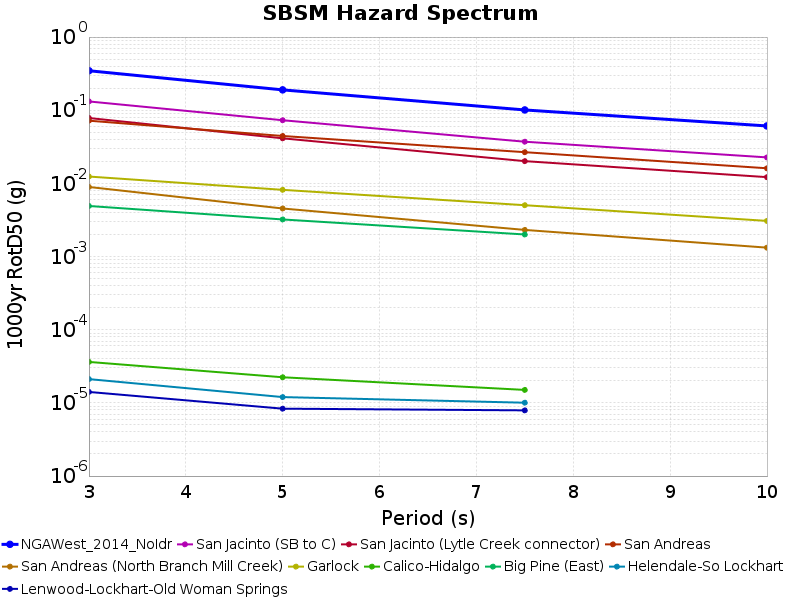 SBSM Hazard Spectrum
1000yr RotD50 (g)
10^0
10^-1
10^-2
10^-3
10^-4
10^-5
10^-6
3 4 5 6 7 8 9 10
Period (s)
NGAWest_2014_NoIdr San Jacinto (SB to C) San Jacinto (Lytle Creek connector) San Andreas
San Andreas (North Branch Mill Creek) Garlock Calico-Hidalgo Big Pine (East) Helendale-So Lockhart
Lenwood-Lockhart-Old Woman Springs